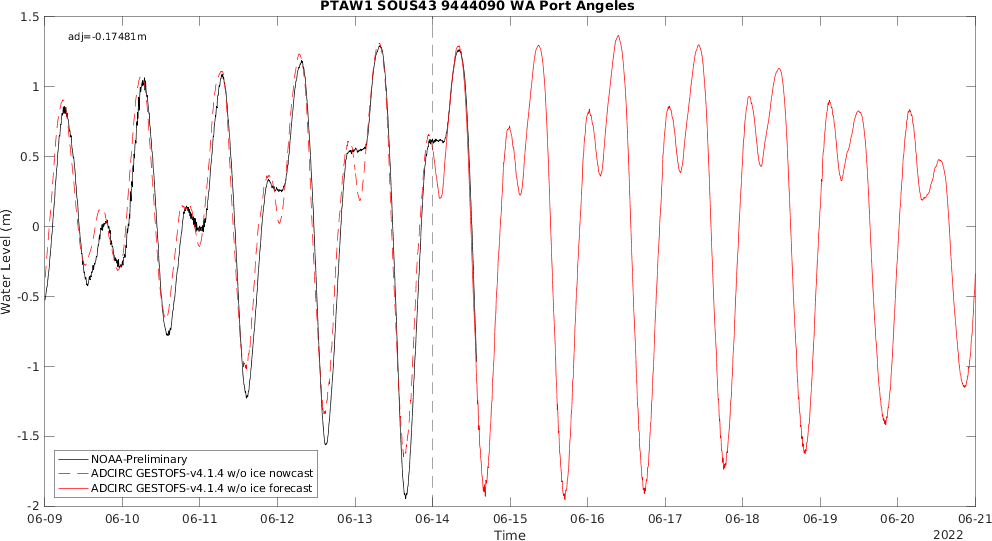 PTAW1 SOUS43 9444090 WA Port Angeles
adj=-0.17481m
1.5
1
0.5
0
-0.5
-1
-1.5
-2
Water Level (m)
NOAA-Preliminary
ADCIRC GESTOFS-v4.1.4 w/o ice nowcast
ADCIRC GESTOFS-v4.1.4 w/o ice forecast
06-09 06-10 06-11 06-12 06-13 06-14 06-15 06-16 06-17 06-18 06-19 06-20 06-21
Time
2022